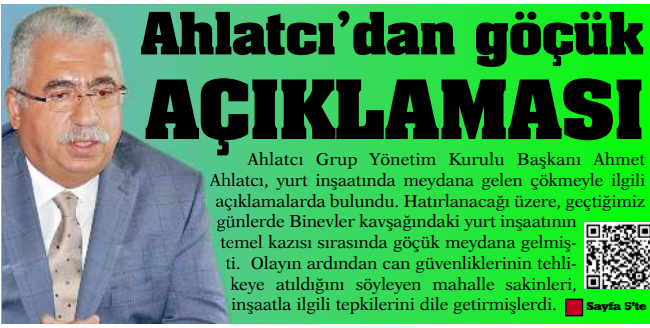 Ahlatcı’dan göçük
AÇIKLAMASI
Ahlatcı Grup Yönetim Kurulu Başkanı Ahmet
Ahlatcı, yurt inşaatında meydana gelen çökmeyle ilgili
açıklamalarda bulundu. Hatırlanacağı üzere, geçtiğimiz
günlerde Binevler kavşağındaki yurt inşaatının
temel kazısı sırasında göçük meydana gelmiş-
ti.  Olayın ardından can güvenliklerinin tehli-
keye atıldığını söyleyen mahalle sakinleri,
inşaatla ilgili tepkilerini dile getirmişlerdi.
Sayfa 5’te